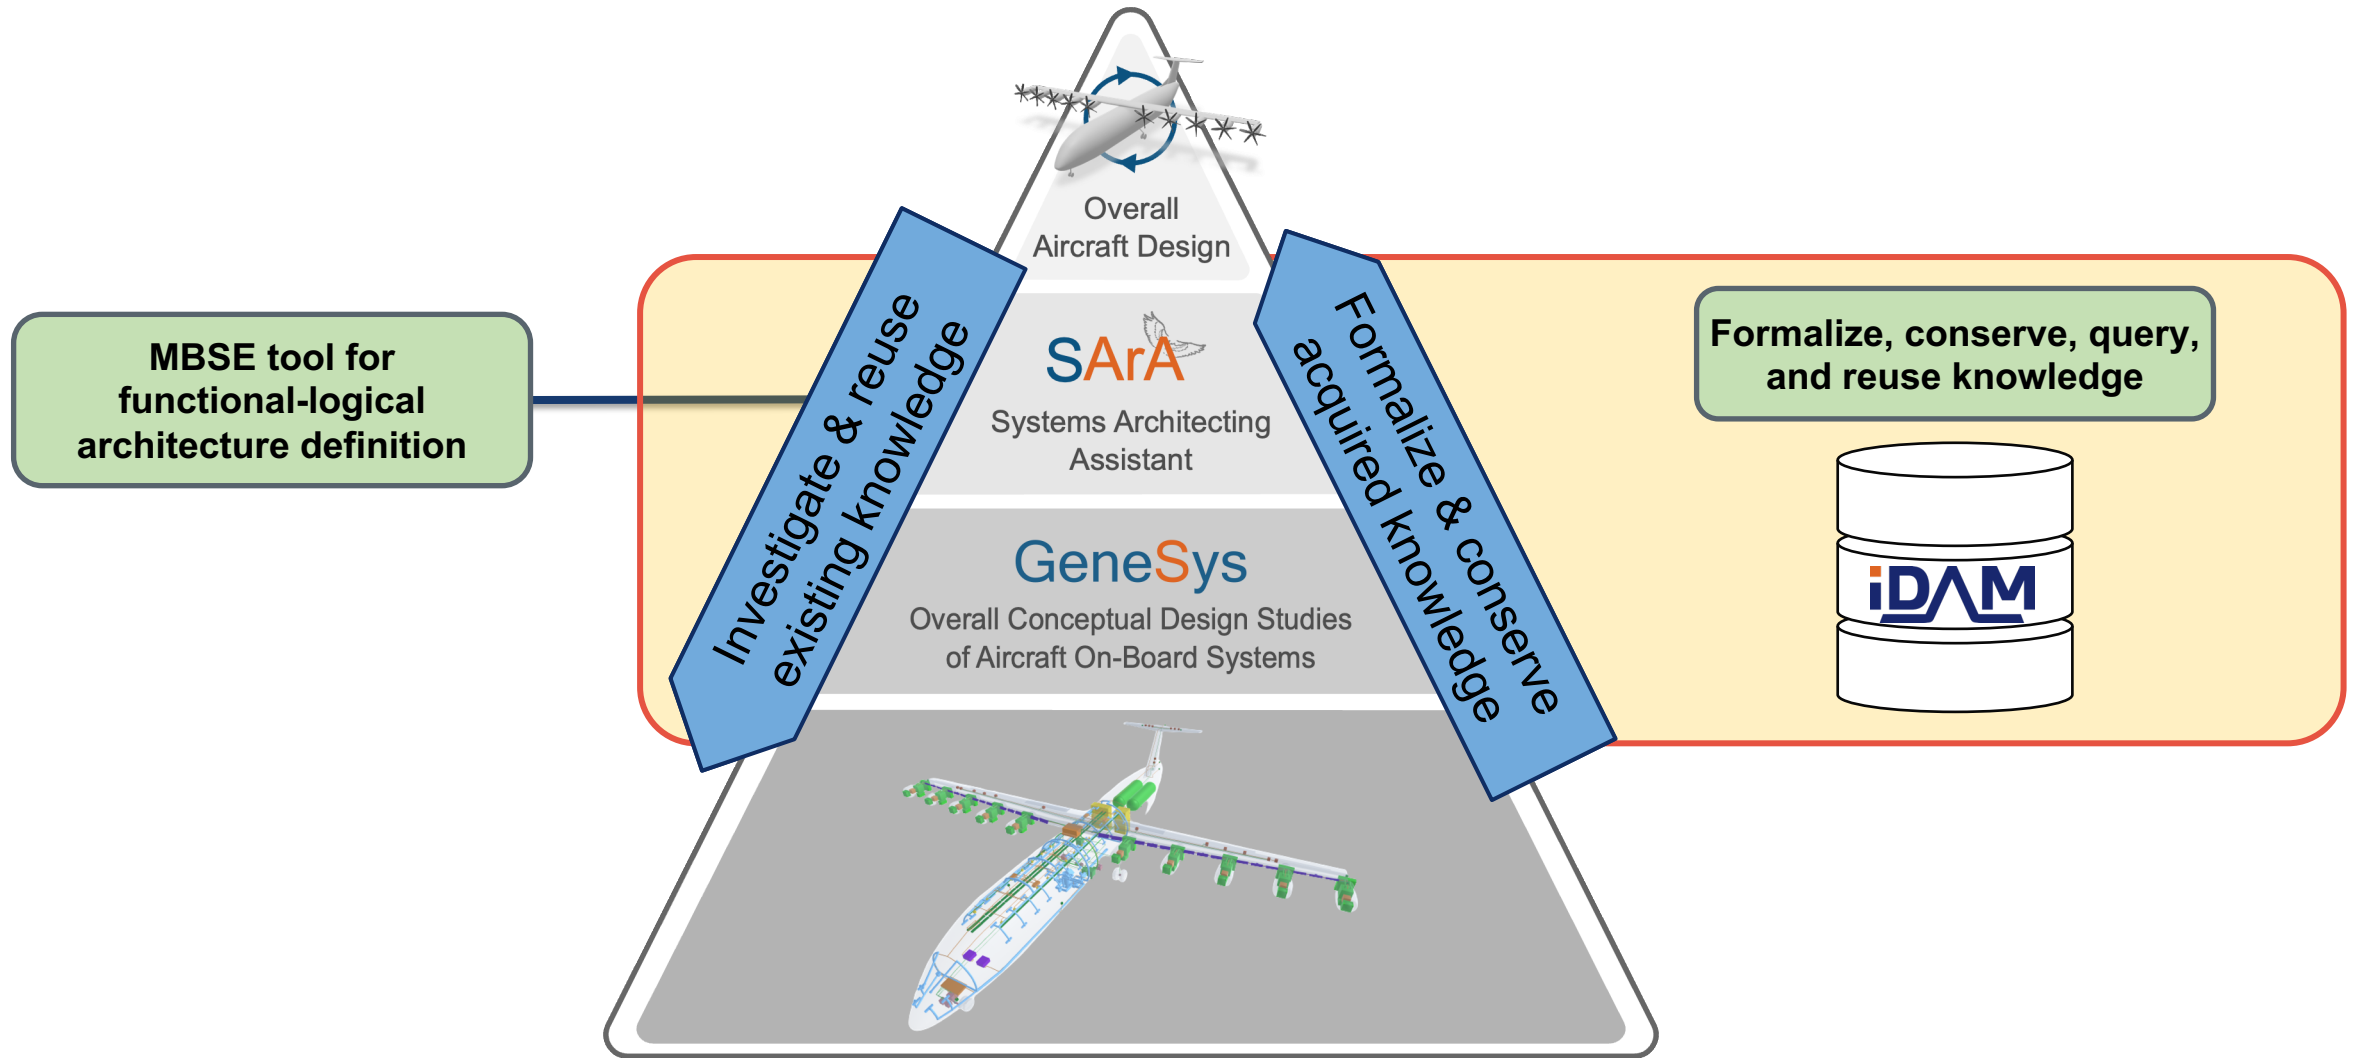 Overall
Aircraft Design
MBSE tool for
functional-logical
architecture definition
Investigate & reuse
existing knowledge
SArA
Systems Architecting
Assistant
GeneSys
Overall Conceptual Design Studies
of Aircraft On-Board Systems
Formalize & conserve
acquired knowledge
Formalize, conserve, query,
and reuse knowledge
iDAM